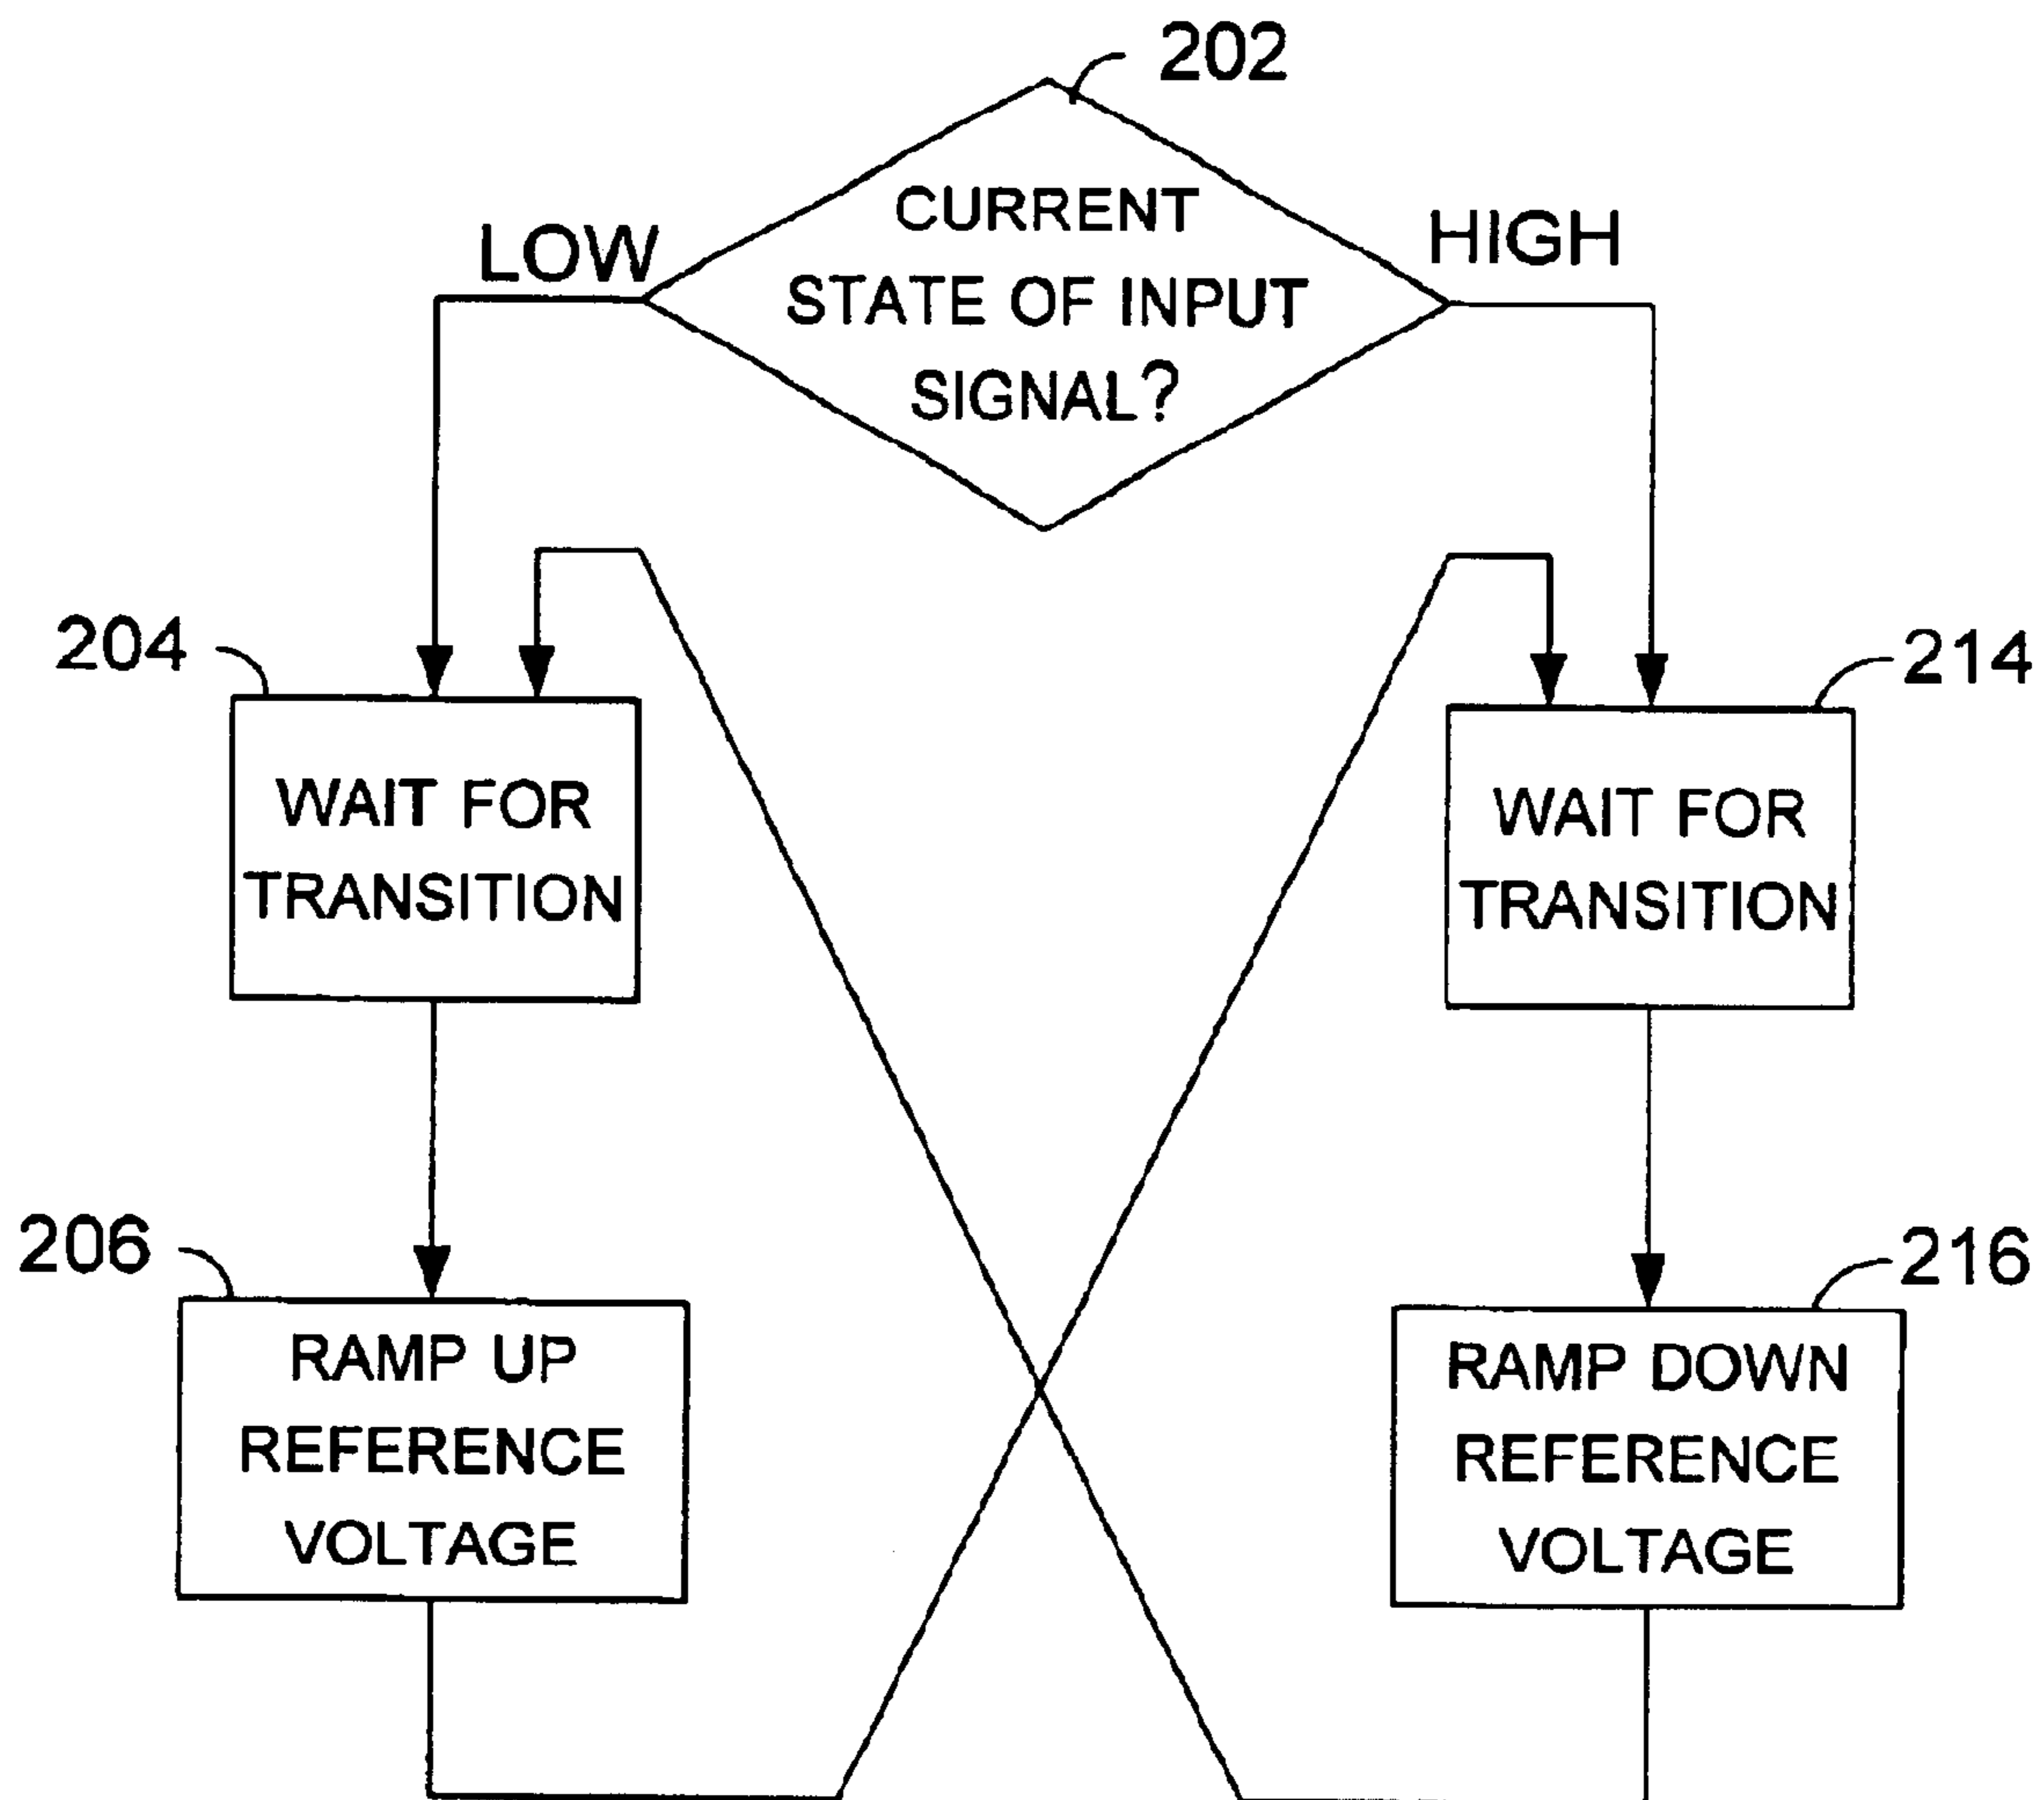 202
CURRENT
STATE OF INPUT
SIGNAL?
LOW
HIGH
204
WAIT FOR
TRANSITION
214
WAIT FOR
TRANSITION
206
RAMP UP
REFERENCE
VOLTAGE
216
RAMP DOWN
REFERENCE
VOLTAGE